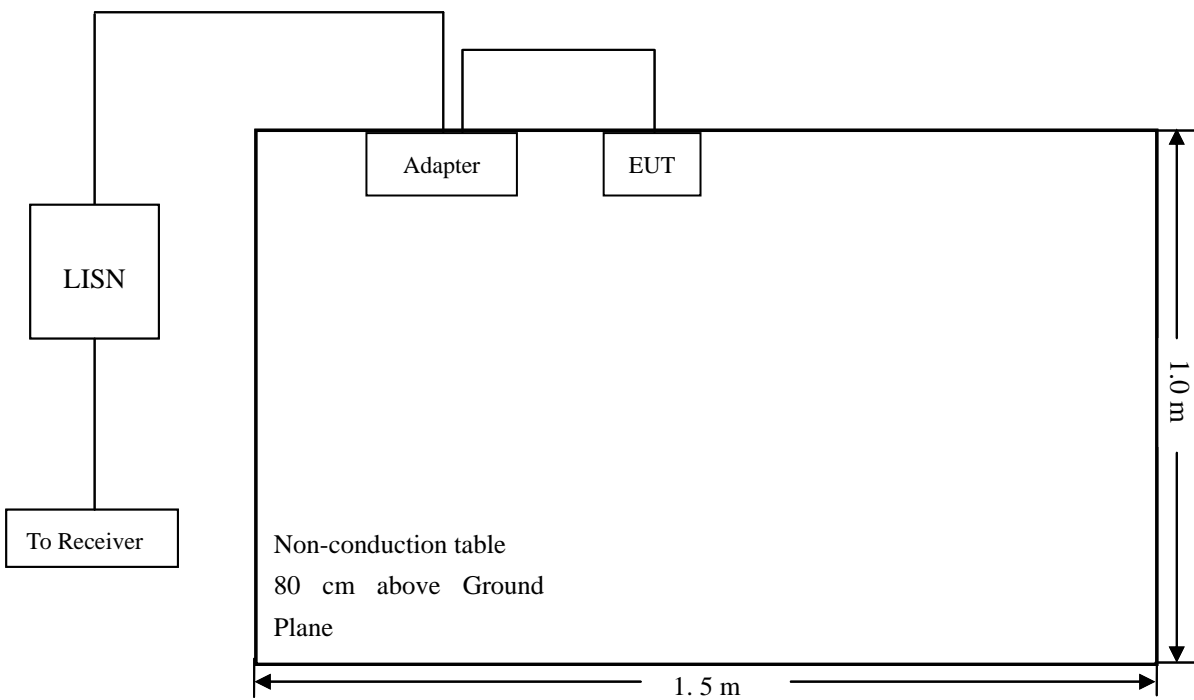 Adapter
EUT
LISN
1.0 m
To Receiver
Non-conduction table
80 cm above Ground
Plane
1. 5 m